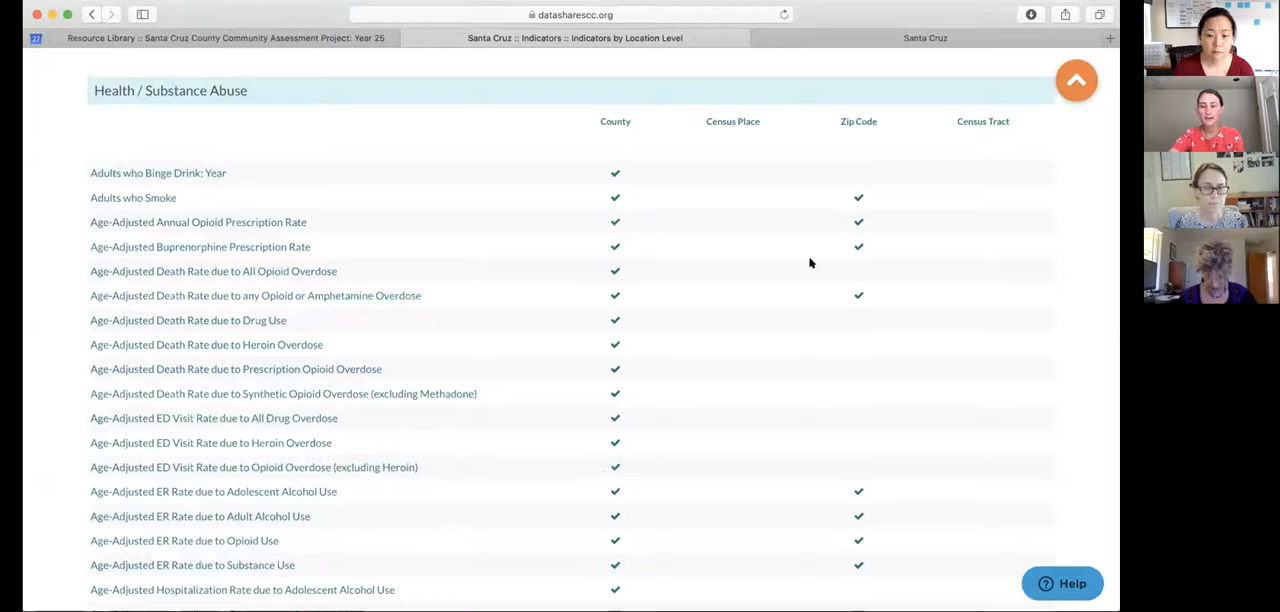 datasharescc.org
Resource Library :: Santa Cruz County Community Assessment Project: Year 25
Santa Cruz :: Indicators :: Indicators by Location Level
Santa Cruz
Health / Substance Abuse
County Census Place Zip Code Census Tract
Adults who Binge Drink: Year
Adults who Smoke
Age-Adjusted Annual Opioid Prescription Rate
Age-Adjusted Buprenorphine Prescription Rate
Age-Adjusted Death Rate due to All Opioid Overdose
Age-Adjusted Death Rate due to any Opioid or Amphetamine Overdose
Age-Adjusted Death Rate due to Drug Use
Age-Adjusted Death Rate due to Heroin Overdose
Age-Adjusted Death Rate due to Prescription Opioid Overdose
Age-Adjusted Death Rate due to Synthetic Opioid Overdose (excluding Methadone)
Age-Adjusted ED Visit Rate due to All Drug Overdose
Age-Adjusted ED Visit Rate due to Heroin Overdose
Age-Adjusted ED Visit Rate due to Opioid Overdose (excluding Heroin)
Age-Adjusted ER Rate due to Adolescent Alcohol Use
Age-Adjusted ER Rate due to Adult Alcohol Use
Age-Adjusted ER Rate due to Opioid Use
Age-Adjusted ER Rate due to Substance Use
Age-Adjusted Hospitalization Rate due to Adolescent Alcohol Use
Help